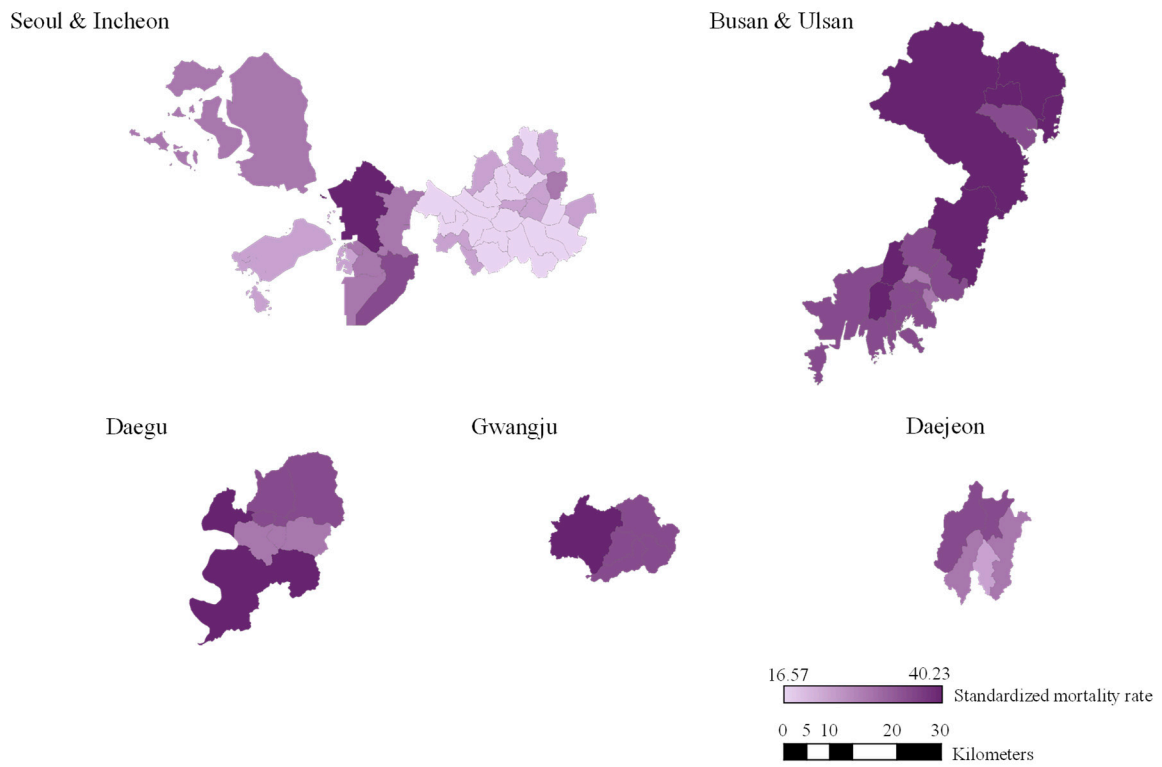 Seoul & Incheon
Busan & Ulsan
Daegu
Gwangju
Daejeon
16.57 40.23
Standardized mortality rate
0 5 10 20 30
Kilometers